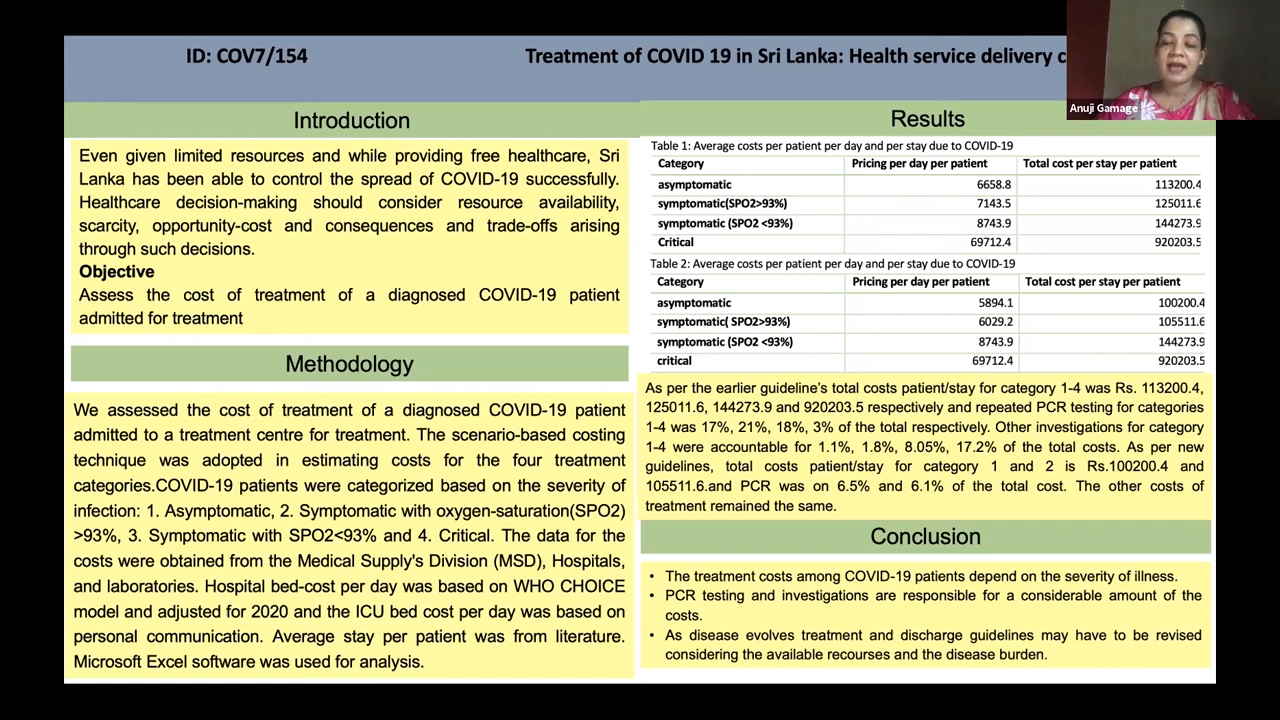 ID: COV7/154
Treatment of COVID 19 in Sri Lanka: Health service delivery
Anuji Gamage
Introduction
Even given limited resources and while providing free healthcare, Sri
Lanka has been able to control the spread of COVID-19 successfully.
Healthcare decision-making should consider resource availability,
scarcity, opportunity-cost and consequences and trade-offs arising
through such decisions.
Objective
Assess the cost of treatment of a diagnosed COVID-19 patient
admitted for treatment
Methodology
We assessed the cost of treatment of a diagnosed COVID-19 patient
admitted to a treatment centre for treatment. The scenario-based costing
technique was adopted in estimating costs for the four treatment
categories.COVID-19 patients were categorized based on the severity of
infection: 1. Asymptomatic, 2. Symptomatic with oxygen-saturation(SPO2)
>93%, 3. Symptomatic with SPO2<93% and 4. Critical. The data for the
costs were obtained from the Medical Supply's Division (MSD), Hospitals,
and laboratories. Hospital bed-cost per day was based on WHO CHOICE
model and adjusted for 2020 and the ICU bed cost per day was based on
personal communication. Average stay per patient was from literature.
Microsoft Excel software was used for analysis.
Results
Table 1: Average costs per patient per day and per stay due to COVID-19
Category Pricing per day per patient Total cost per stay per patient
asymptomatic 6658.8 113200.4
symptomatic(SPO2>93%) 7143.5 125011.6
symptomatic (SPO2 <93%) 8743.9 144273.9
Critical 69712.4 920203.5
Table 2: Average costs per patient per day and per stay due to COVID-19
Category Pricing per day per patient Total cost per stay per patient
asymptomatic 5894.1 100200.4
symptomatic( SPO2>93%) 6029.2 105511.6
symptomatic (SPO2 <93%) 8743.9 144273.9
critical 69712.4 920203.5
As per the earlier guideline's total costs patient/stay for category 1-4 was Rs. 113200.4,
125011.6, 144273.9 and 920203.5 respectively and repeated PCR testing for categories
1-4 was 17%, 21%, 18%, 3% of the total respectively. Other investigations for category
1-4 were accountable for 1.1%, 1.8%, 8.05%, 17.2% of the total costs. As per new
guidelines, total costs patient/stay for category 1 and 2 is Rs.100200.4 and
105511.6.and PCR was on 6.5% and 6.1% of the total cost. The other costs of
treatment remained the same.
Conclusion
• The treatment costs among COVID-19 patients depend on the severity of illness.
• PCR testing and investigations are responsible for a considerable amount of the
costs.
• As disease evolves treatment and discharge guidelines may have to be revised
considering the available recourses and the disease burden.